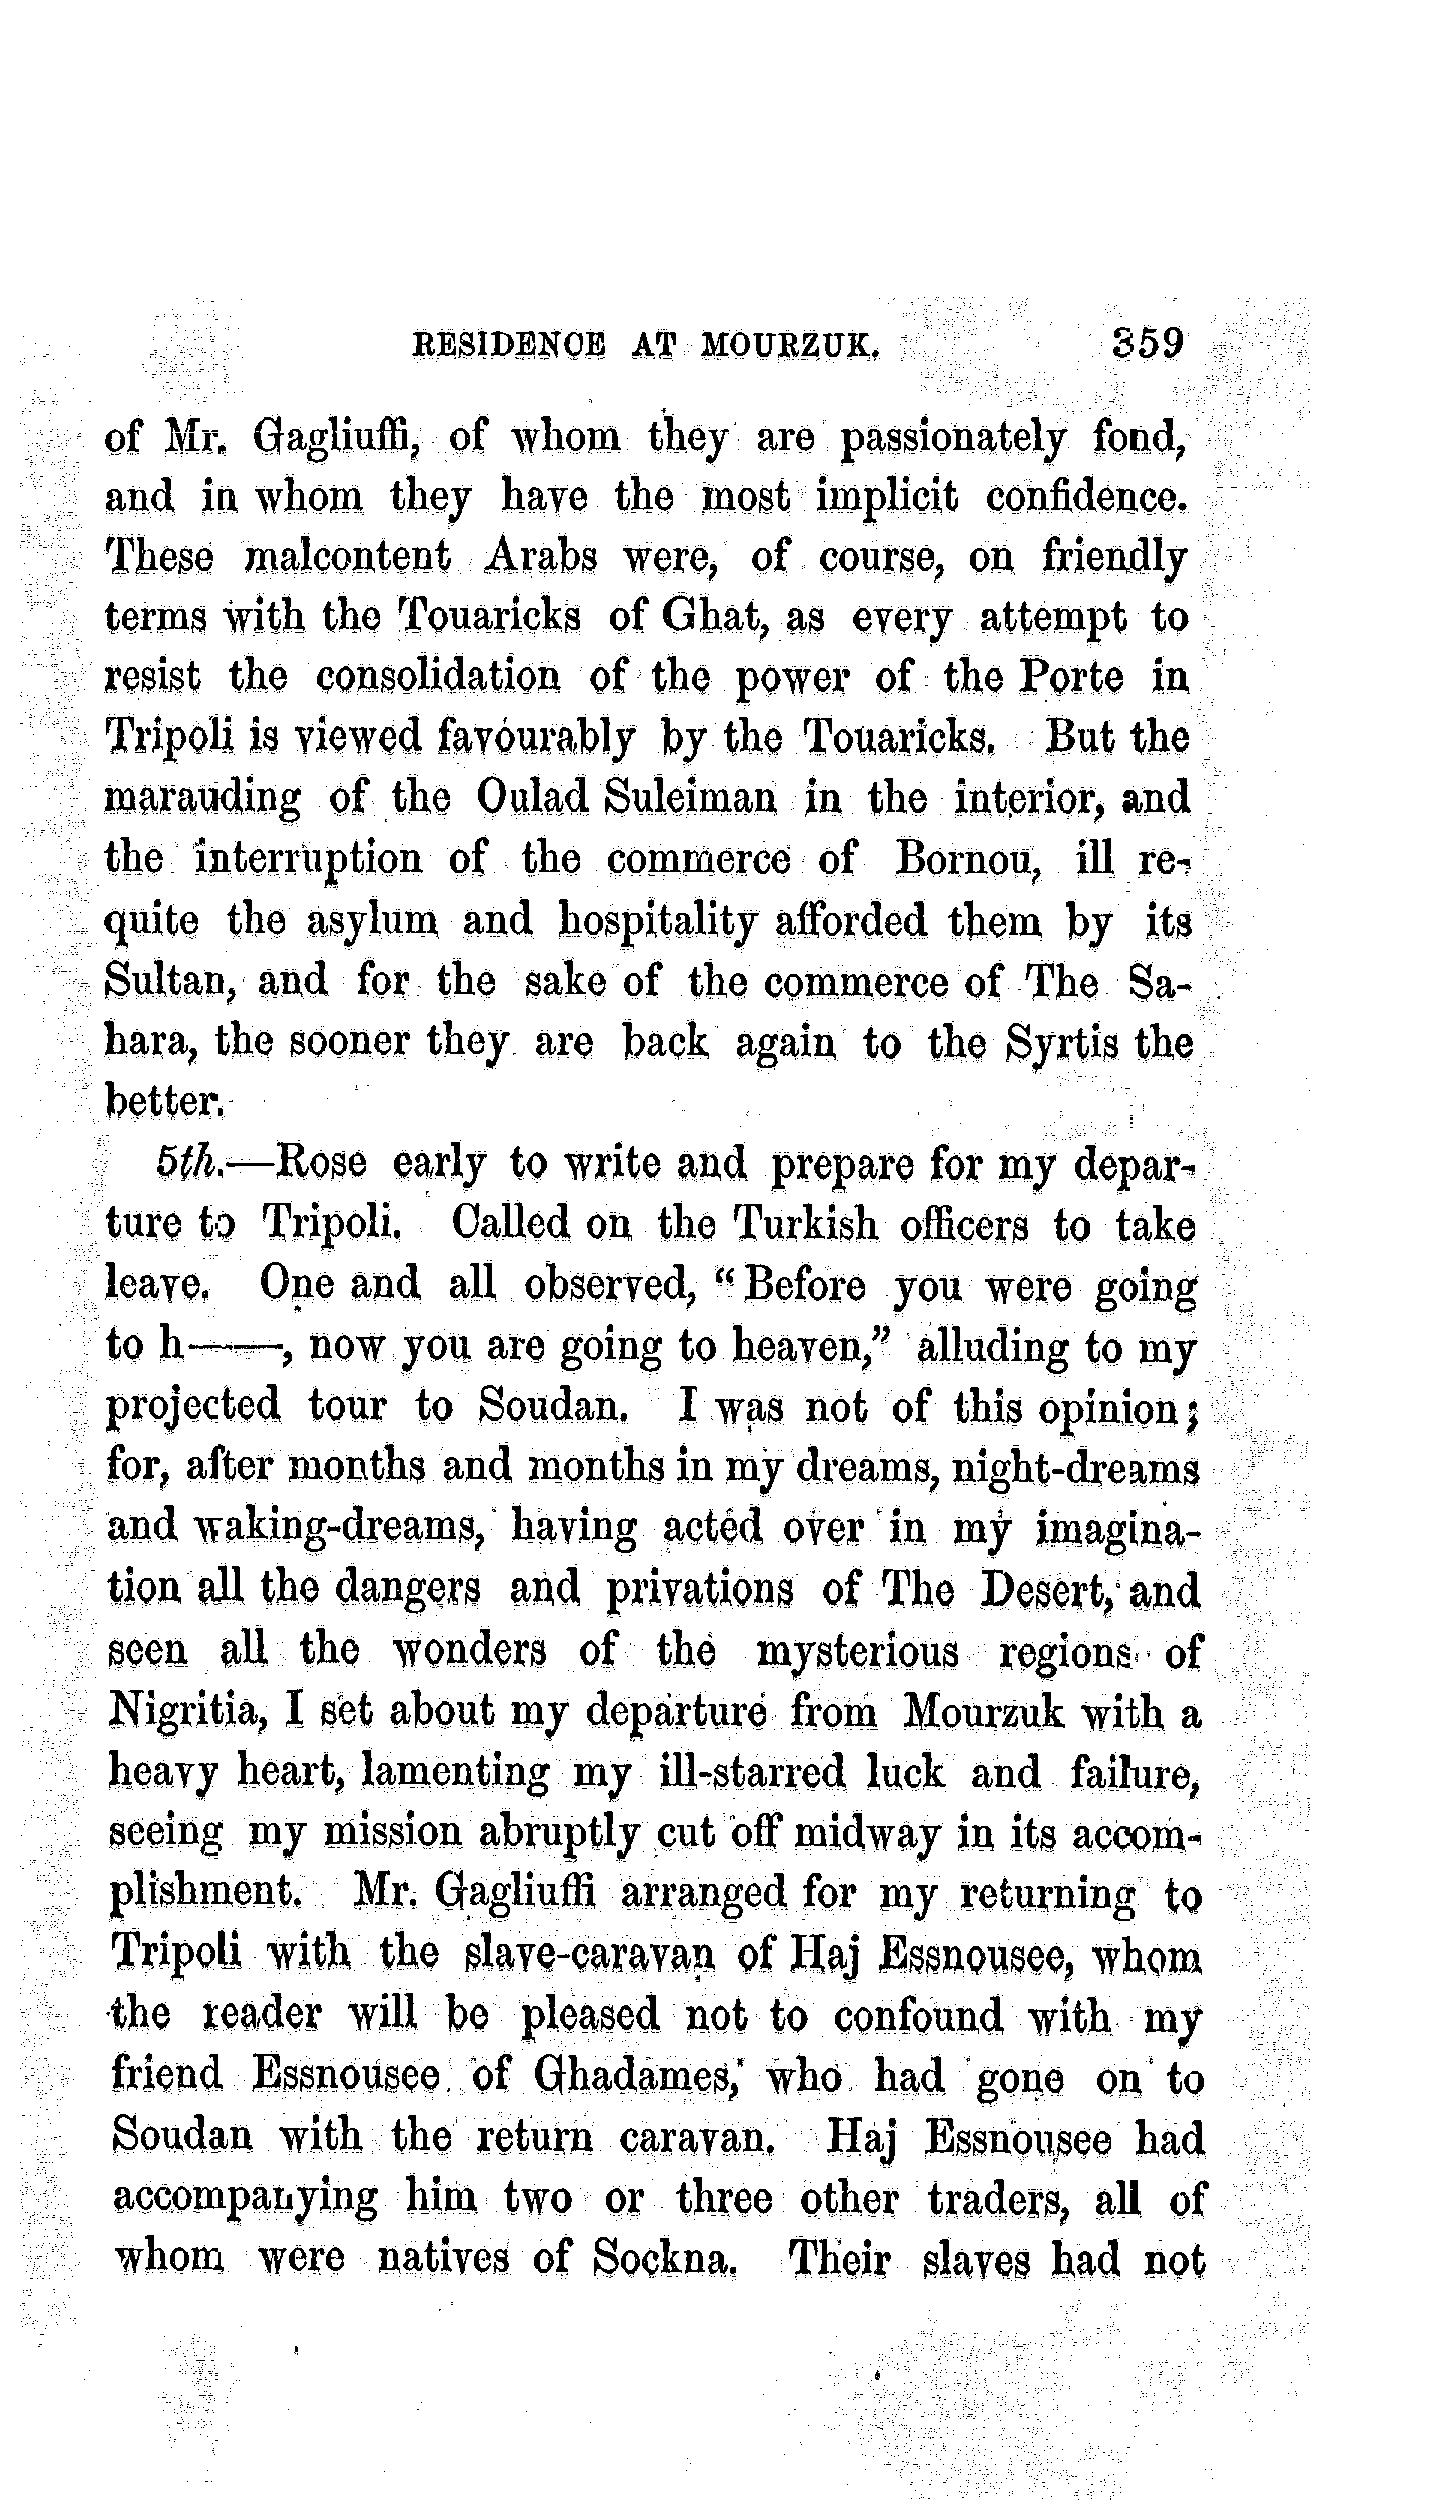 RESIDENCE AT MOURZUK. 359
of Mr. Gagliuffi, of whom they are passionately fond,
and in whom they have the most implicit confidence.
These malcontent Arabs were, of course, on friendly
terms with the Touaricks of Ghat, as every attempt to
resist the consolidation of the power of the Porte in
Tripoli is viewed favourably by the Touaricks. But the
marauding of the Oulad Suleiman in the interior, and
the interruption of the commerce of Bornou, ill re-
quite the asylum and hospitality afforded them by its
Sultan, and for the sake of the commerce of The Sa-
hara, the sooner they are back again to the Syrtis the
better.
5th.—Rose early to write and prepare for my depar-
ture to Tripoli. Called on the Turkish officers to take
leave. One and all observed, “Before you were going
to h——, now you are going to heaven,” alluding to my
projected tour to Soudan. I was not of this opinion;
for, after months and months in my dreams, night-dreams
and waking-dreams, having acted over in my imagina-
tion all the dangers and privations of The Desert, and
seen all the wonders of the mysterious regions of
Nigritia, I set about my departure from Mourzuk with a
heavy heart, lamenting my ill-starred luck and failure,
seeing my mission abruptly cut off midway in its accom-
plishment. Mr. Gagliuffi arranged for my returning to
Tripoli with the slave-caravan of Haj Essnousee, whom
the reader will be pleased not to confound with my
friend Essnousee of Ghadames, who had gone on to
Soudan with the return caravan. Haj Essnousee had
accompanying him two or three other traders, all of
whom were natives of Sockna. Their slaves had not